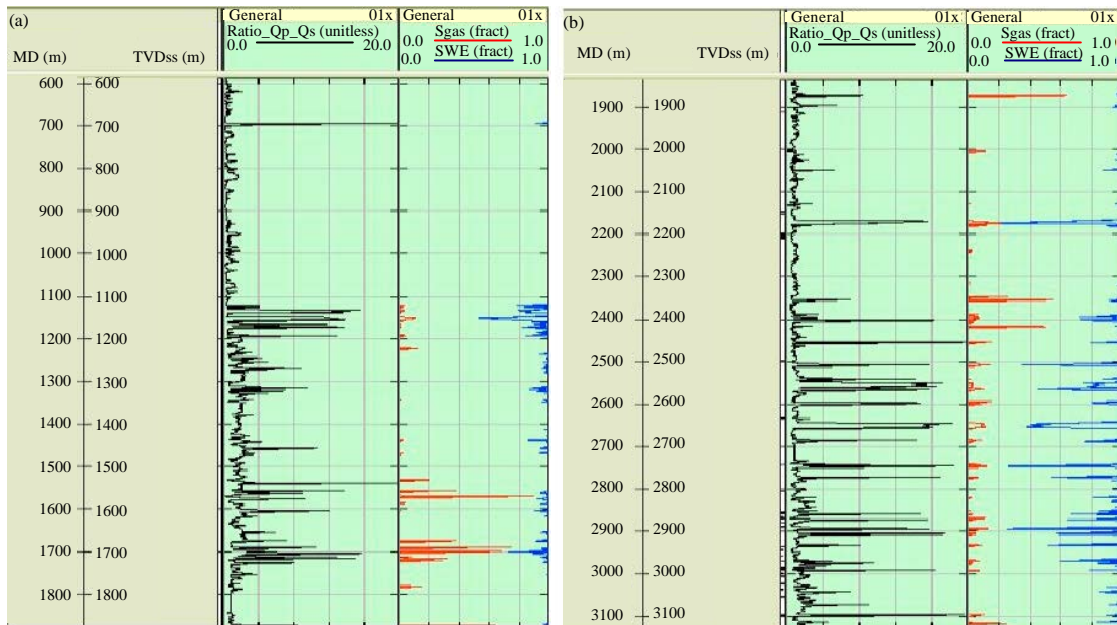 (a)
General 01x General 01x
MD (m) TVDss (m) Ratio_Qp_Qs (unitless) Sgas (fract)
0.0 20.0 0.0 1.0
SWE (fract)
0.0 1.0
600 600
700 700
800 800
900 900
1000 1000
1100 1100
1200 1200
1300 1300
1400 1400
1500 1500
1600 1600
1700 1700
1800 1800
(b)
General 01x General 01x
MD (m) TVDss (m) Ratio_Qp_Qs (unitless) Sgas (fract)
0.0 20.0 0.0 1.0
SWE (fract)
0.0 1.0
1900 1900
2000 2000
2100 2100
2200 2200
2300 2300
2400 2400
2500 2500
2600 2600
2700 2700
2800 2800
2900 2900
3000 3000
3100 3100